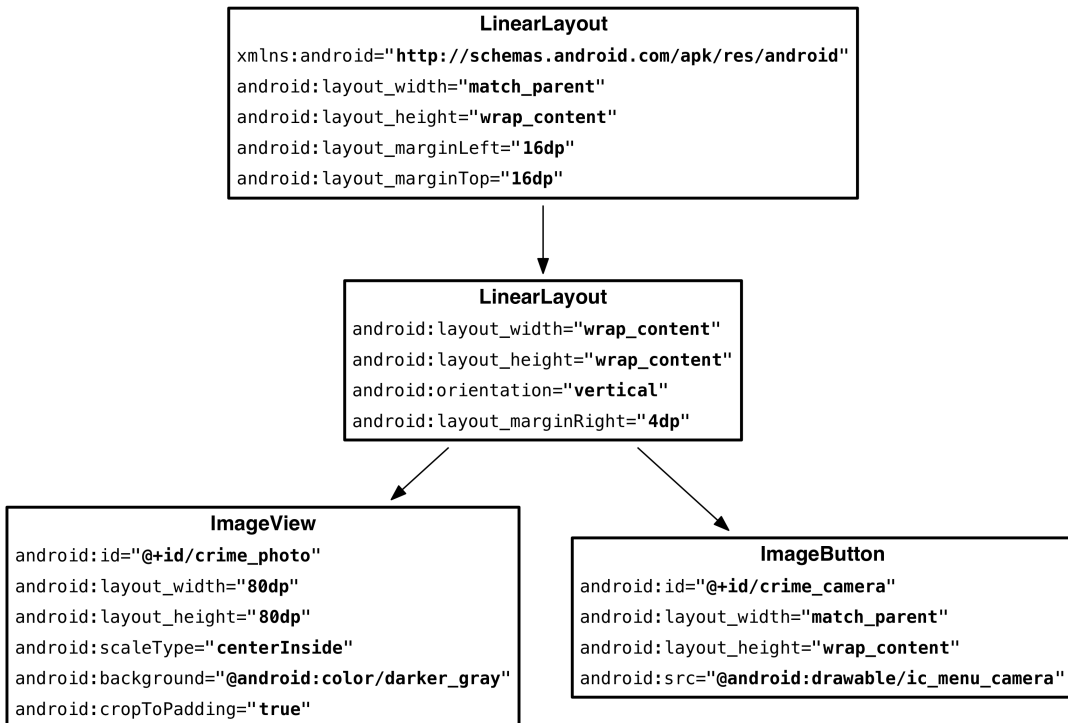 LinearLayout
xmlns:android="http://schemas.android.com/apk/res/android"
android:layout_width="match_parent"
android:layout_height="wrap_content"
android:layout_marginLeft="16dp"
android:layout_marginTop="16dp"
LinearLayout
android:layout_width="wrap_content"
android:layout_height="wrap_content"
android:orientation="vertical"
android:layout_marginRight="4dp"
ImageView
android:id="@+id/crime_photo"
android:layout_width="80dp"
android:layout_height="80dp"
android:scaleType="centerInside"
android:background="@android:color/darker_gray"
android:cropToPadding="true"
ImageButton
android:id="@+id/crime_camera"
android:layout_width="match_parent"
android:layout_height="wrap_content"
android:src="@android:drawable/ic_menu_camera"